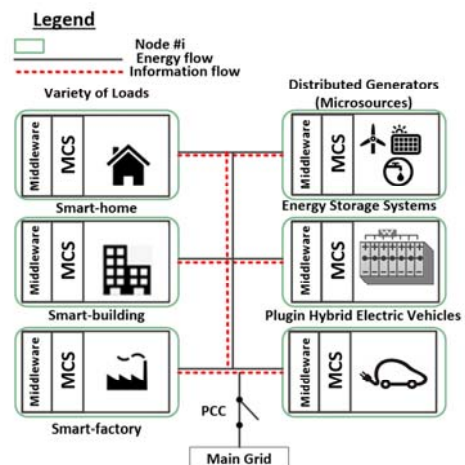 Legend
Node #i
Energy flow
Information flow
Variety of Loads
Distributed Generators
(Microsources)
Middleware
MCS
Middleware
MCS
Smart-home
Energy Storage Systems
Middleware
MCS
Middleware
MCS
Smart-building
Plugin Hybrid Electric Vehicles
Middleware
MCS
Middleware
MCS
Smart-factory
PCC
Main Grid